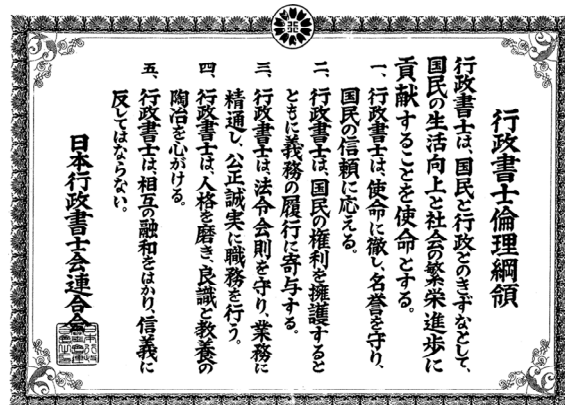 行政書士倫理綱領
行政書士は、国民と行政とのきずなとして、
国民の生活向上と社会の繁栄進歩に
貢献することを使命とする。
一、行政書士は、使命に徹し、名誉を守り、
国民の信頼に応える。
二、行政書士は、国民の権利を擁護すると
ともに義務の履行に寄与する。
三、行政書士は、法令会則を守り、業務に
精通し、公正誠実に職務を行う。
四、行政書士は、人格を磨き、良識と教養の
陶冶を心がける。
五、行政書士は、相互の融和をはかり、信義に
反してはならない。
日本行政書士会連合会